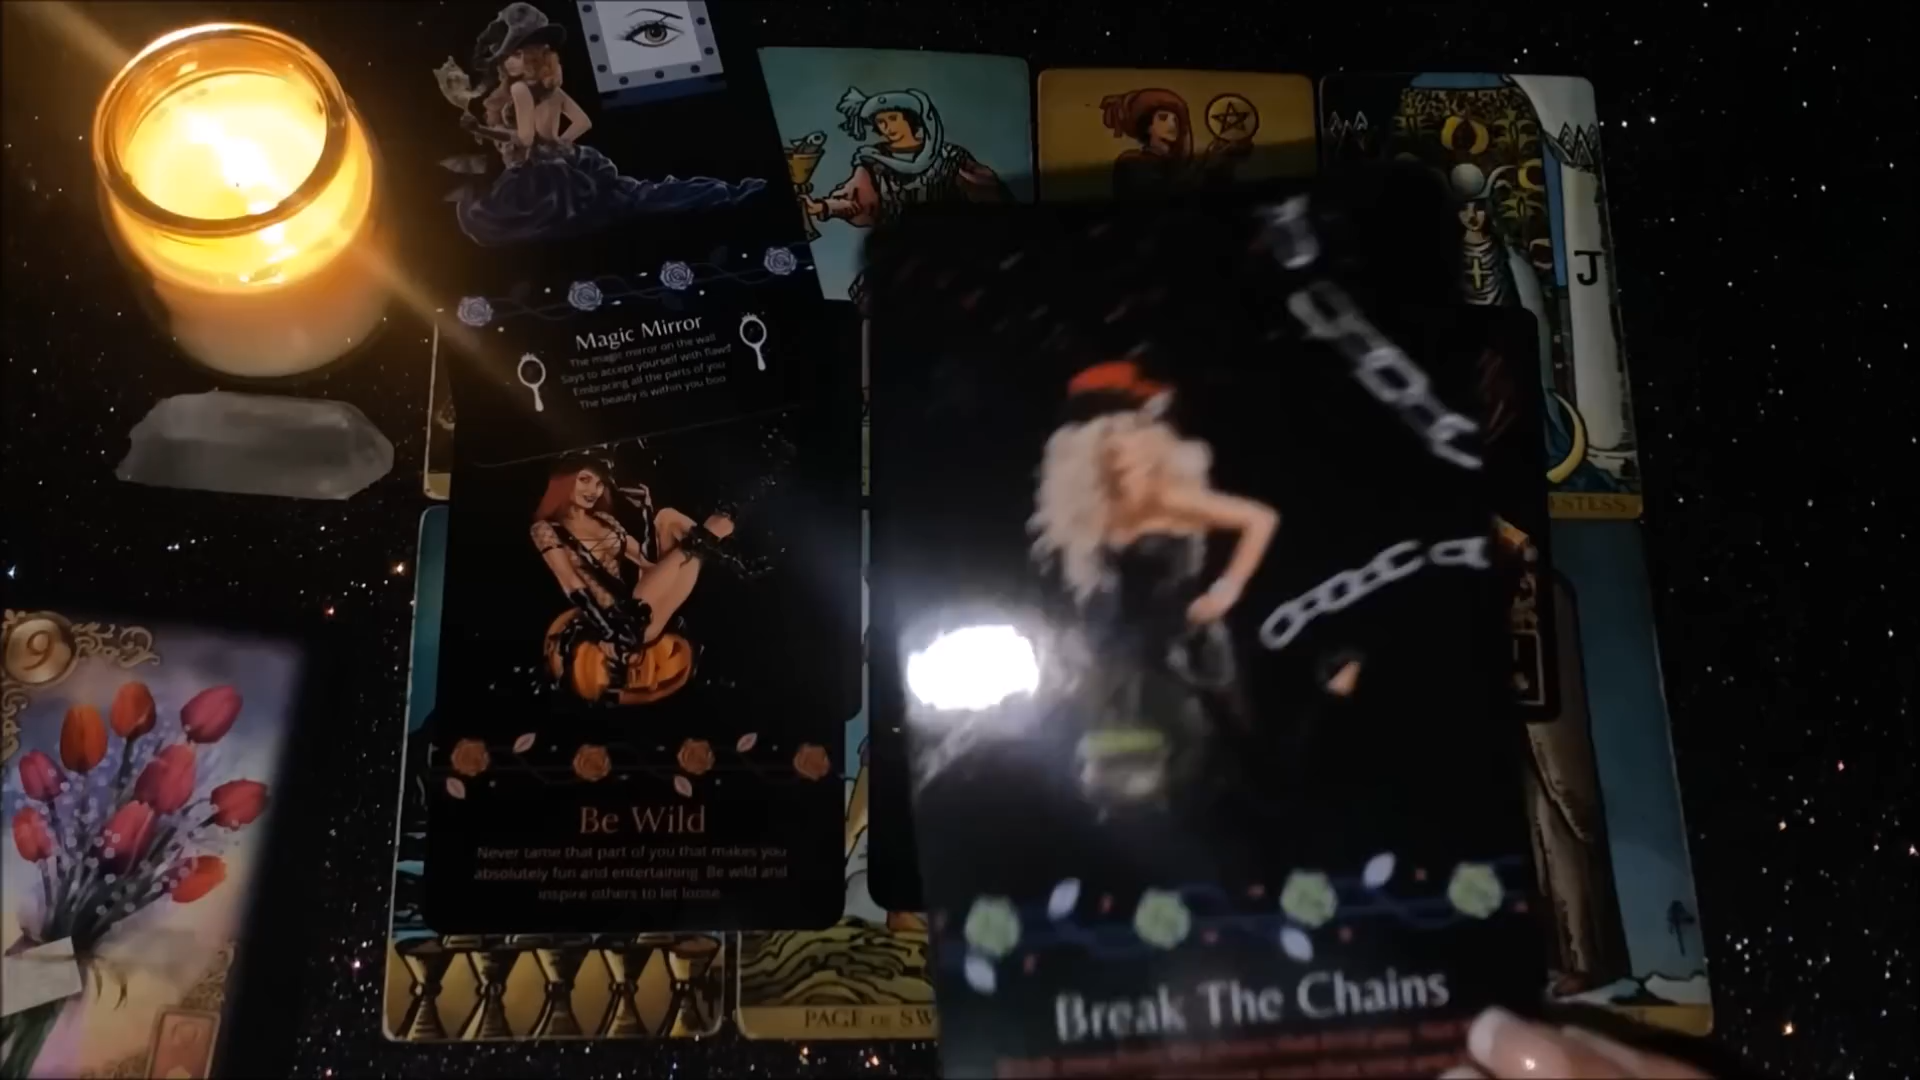 J
Magic Mirror
The magic mirror on the wall
Says to accept yourself with flaws
Embracing all the parts of you
The beauty is within you boo
ESTESS
9
Be Wild
Never tame that part of you that makes you
absolutely fun and entertaining. Be wild and
inspire others to let loose.
PAGE OF SW
Break The Chains